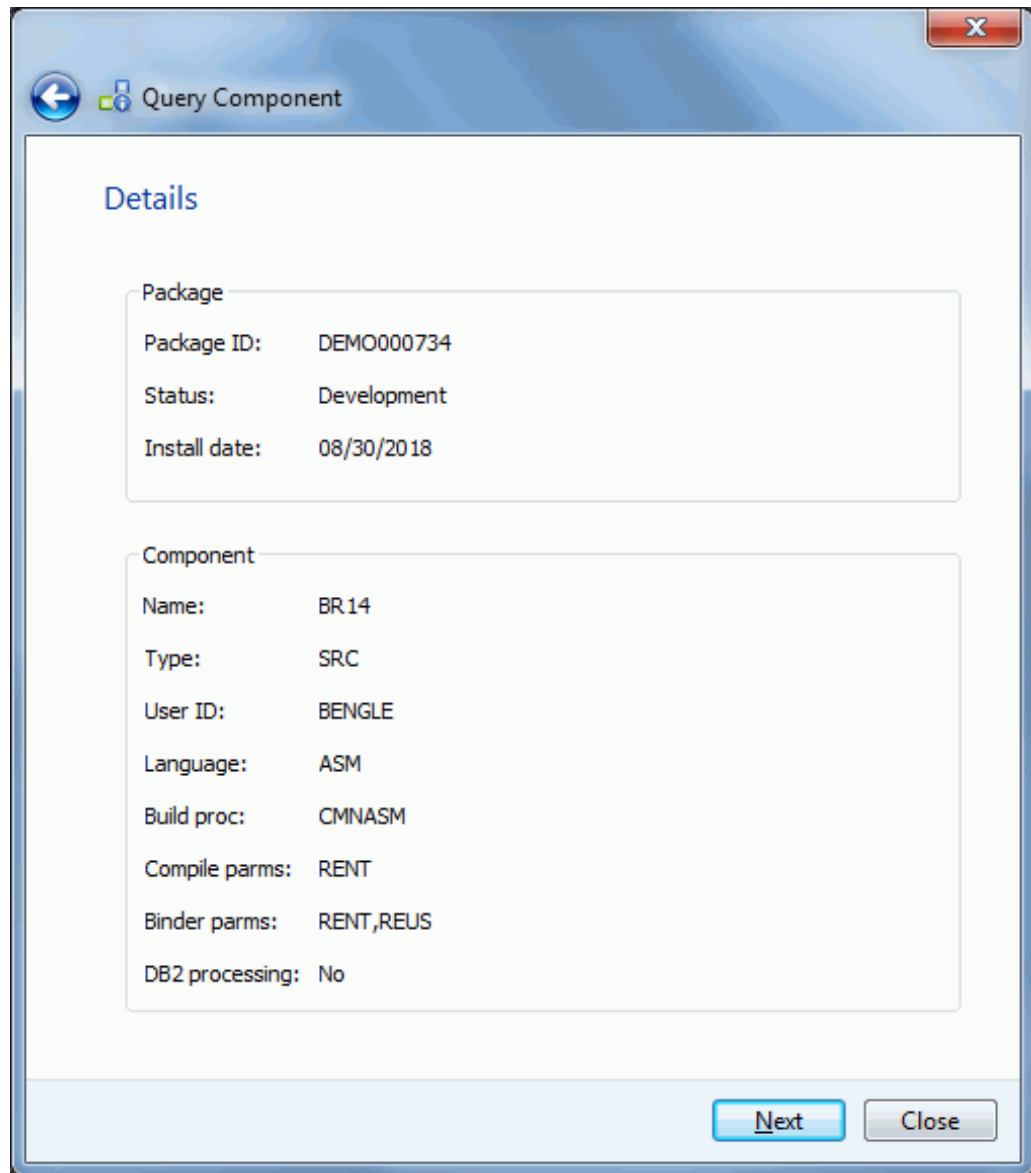 Query Component
Details
Package
Package ID: DEMO000734
Status: Development
Install date: 08/30/2018
Component
Name: BR14
Type: SRC
User ID: BENGLE
Language: ASM
Build proc: CMNASM
Compile parms: RENT
Binder parms: RENT,REUS
DB2 processing: No
Next Close